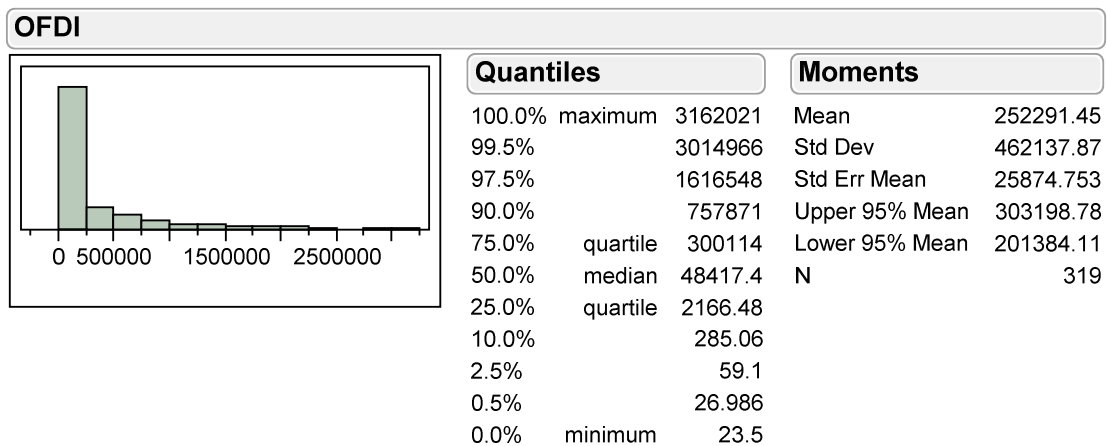 OFDI
0 500000 1500000 2500000
Quantiles
100.0% maximum 3162021
99.5% 3014966
97.5% 1616548
90.0% 757871
75.0% quartile 300114
50.0% median 48417.4
25.0% quartile 2166.48
10.0% 285.06
2.5% 59.1
0.5% 26.986
0.0% minimum 23.5
Moments
Mean 252291.45
Std Dev 462137.87
Std Err Mean 25874.753
Upper 95% Mean 303198.78
Lower 95% Mean 201384.11
N 319